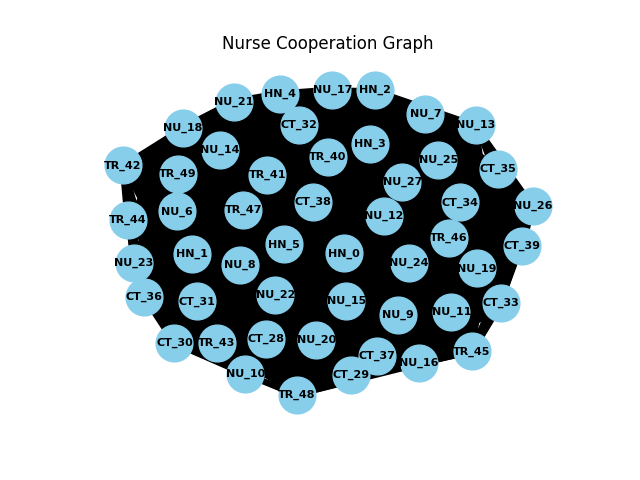 Nurse Cooperation Graph
HN_4
NU_17
HN_2
NU_21
NU_7
NU_18
CT_32
NU_13
HN_3
NU_14
TR_40
NU_25
TR_42
CT_35
TR_49
TR_41
NU_27
CT_38
CT_34
NU_26
NU_6
TR_47
NU_12
TR_44
TR_46
HN_5
CT_39
HN_1
HN_0
NU_23
NU_8
NU_24
NU_19
CT_36
NU_22
CT_31
NU_15
CT_33
NU_11
NU_9
CT_30
TR_43
CT_28
NU_20
TR_45
CT_37
NU_16
NU_10
CT_29
TR_48